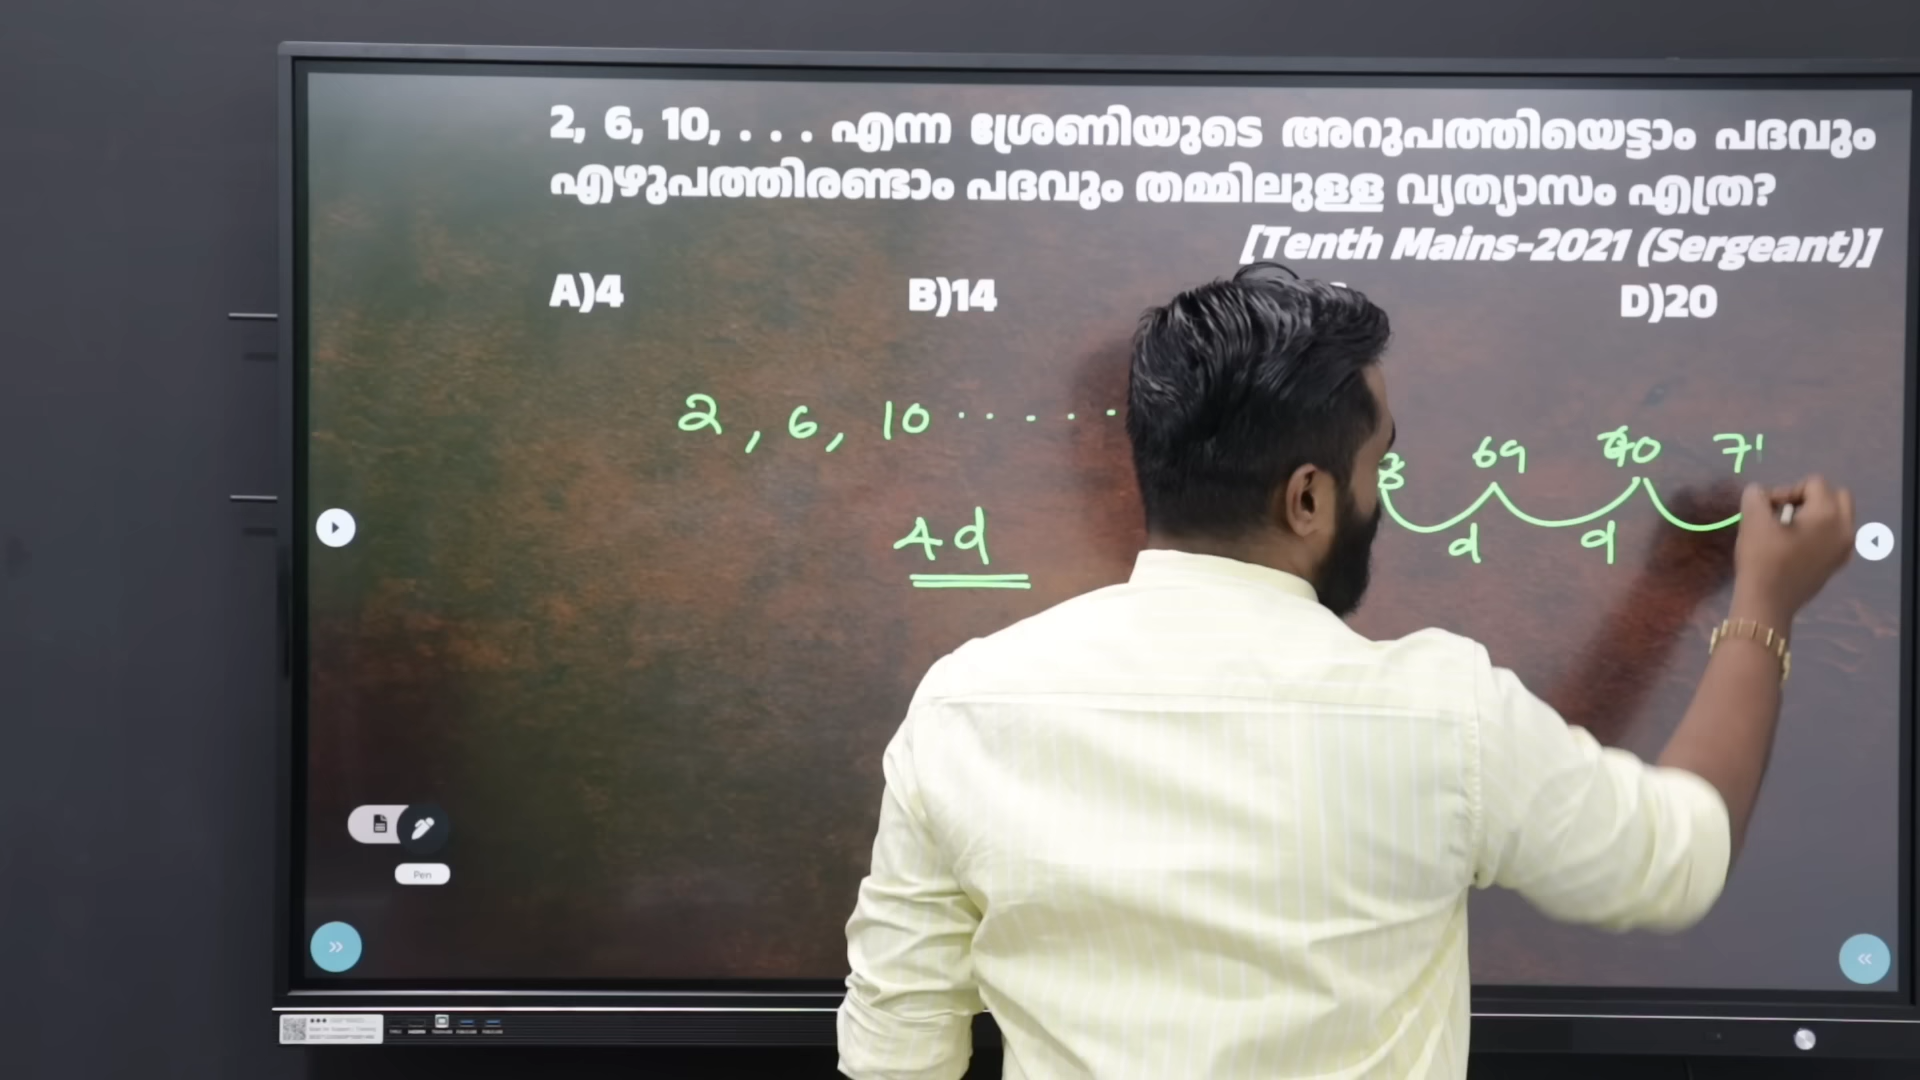 2, 6, 10, . . . എന്ന ശ്രേണിയുടെ അറുപത്തിയെട്ടാം പദവും
എഴുപത്തിരണ്ടാം പദവും തമ്മിലുള്ള വ്യത്യാസം എത്ര?
[Tenth Mains-2021 (Sergeant)]
A)4 B)14 D)20
2, 6, 10 . . . . .
69 70 71
4d
d d
Pen